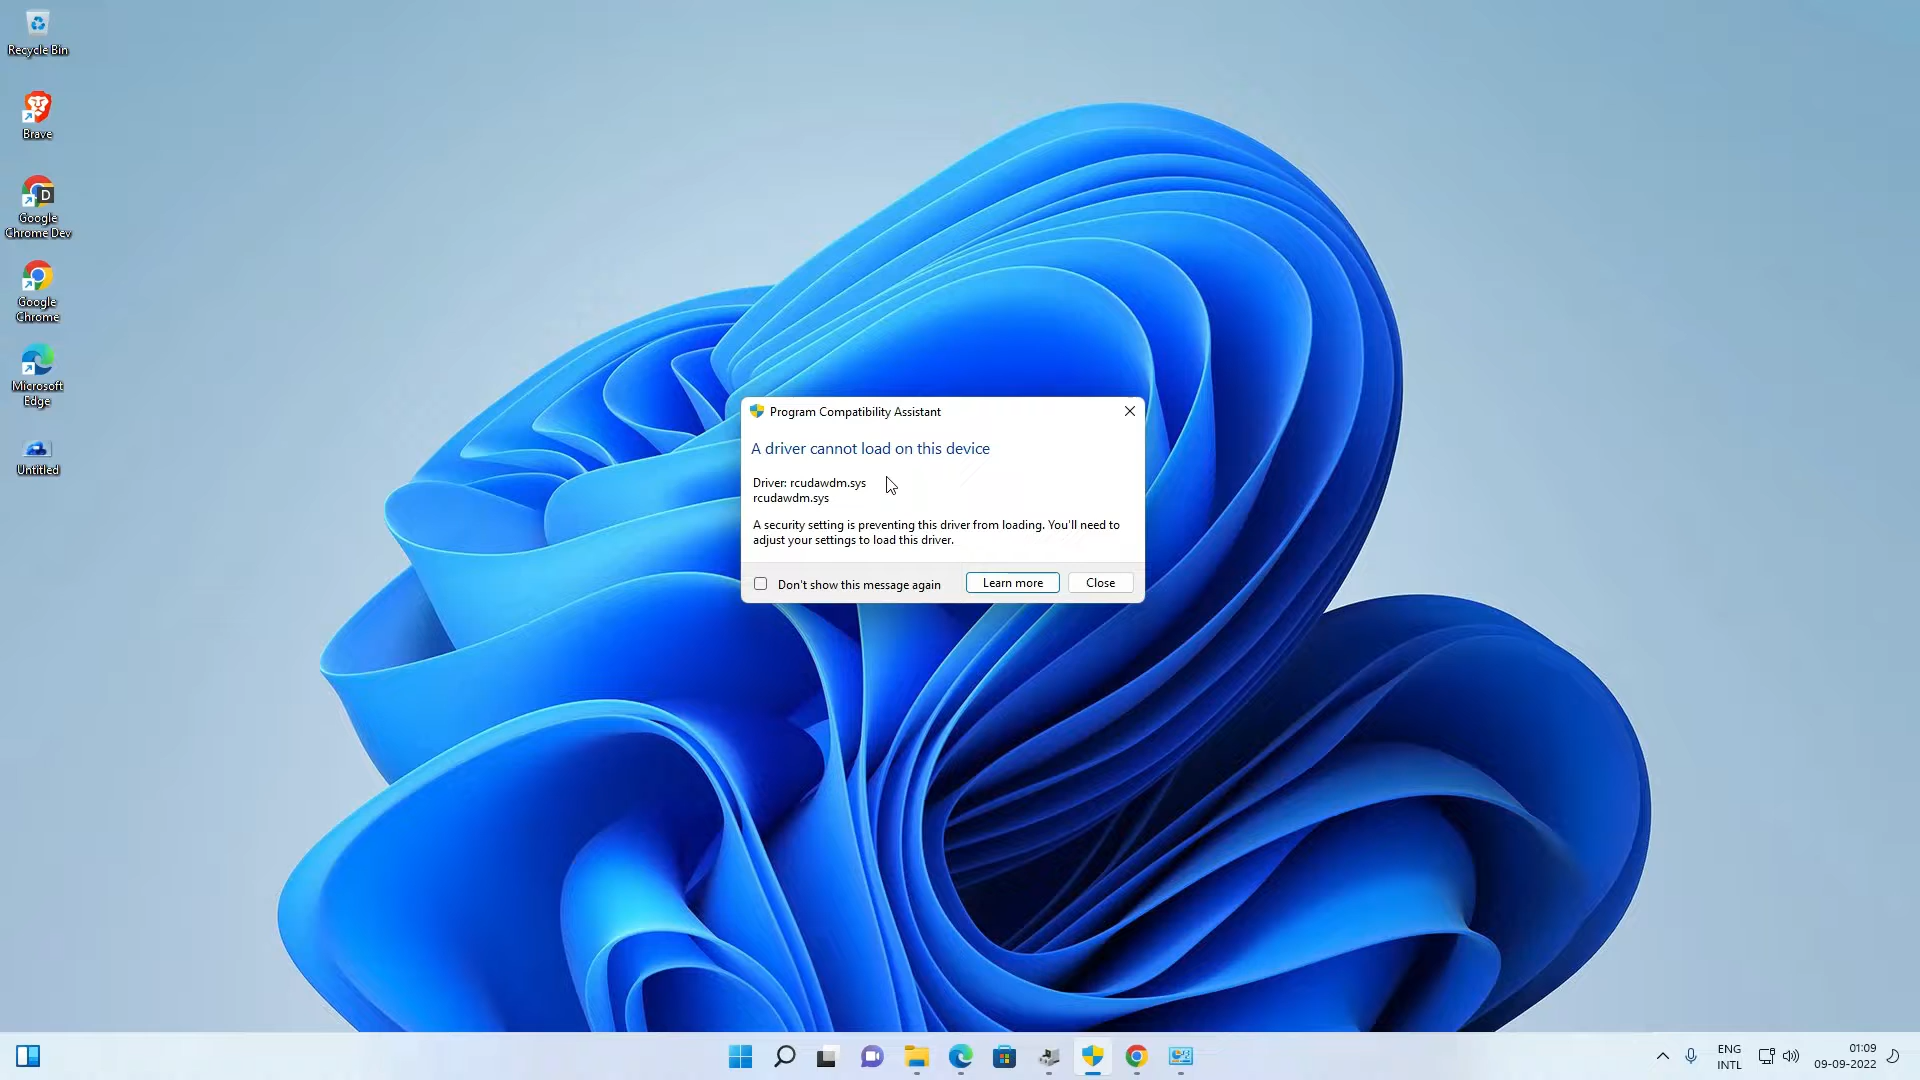 Recycle Bin
Brave
D
Google
Chrome Dev
Google
Chrome
Microsoft
Edge
Untitled
Program Compatibility Assistant
A driver cannot load on this device
Driver: rcudawdm.sys
rcudawdm.sys
A security setting is preventing this driver from loading. You'll need to
adjust your settings to load this driver.
Don't show this message again
Learn more
Close
ENG
INTL
01:09
09-09-2022